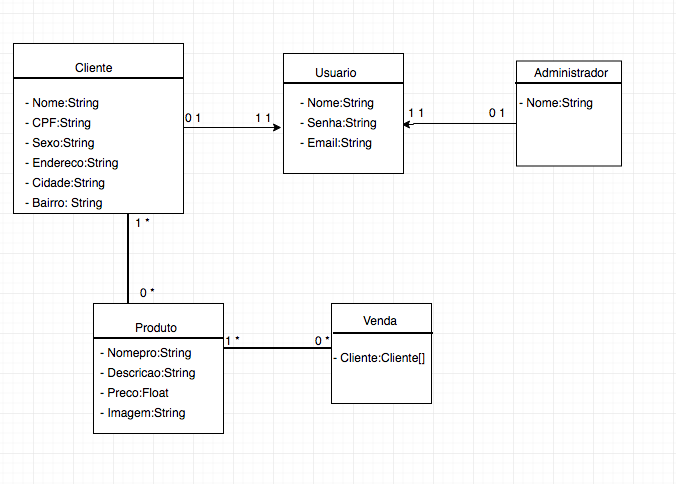 Cliente
- Nome:String
- CPF:String
- Sexo:String
- Endereco:String
- Cidade:String
- Bairro: String
0 1
1 1
Usuario
- Nome:String
- Senha:String
- Email:String
1 1
0 1
Administrador
- Nome:String
1 *
0 *
Produto
- Nomepro:String
- Descricao:String
- Preco:Float
- Imagem:String
1 *
0 *
Venda
- Cliente:Cliente[]